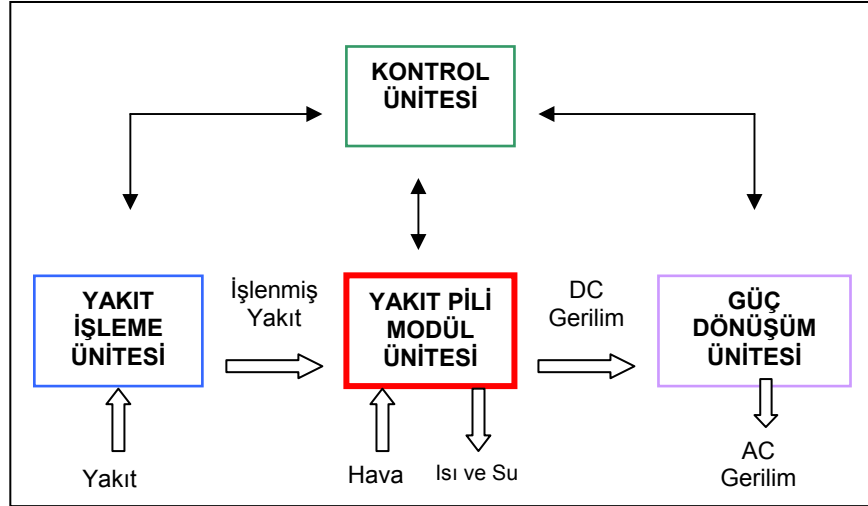 KONTROL
ÜNİTESİ
YAKIT
İŞLEME
ÜNİTESİ
İşlenmiş
Yakıt
YAKIT PİLİ
MODÜL
ÜNİTESİ
DC
Gerilim
GÜÇ
DÖNÜŞÜM
ÜNİTESİ
Yakıt
Hava
Isı ve Su
AC
Gerilim